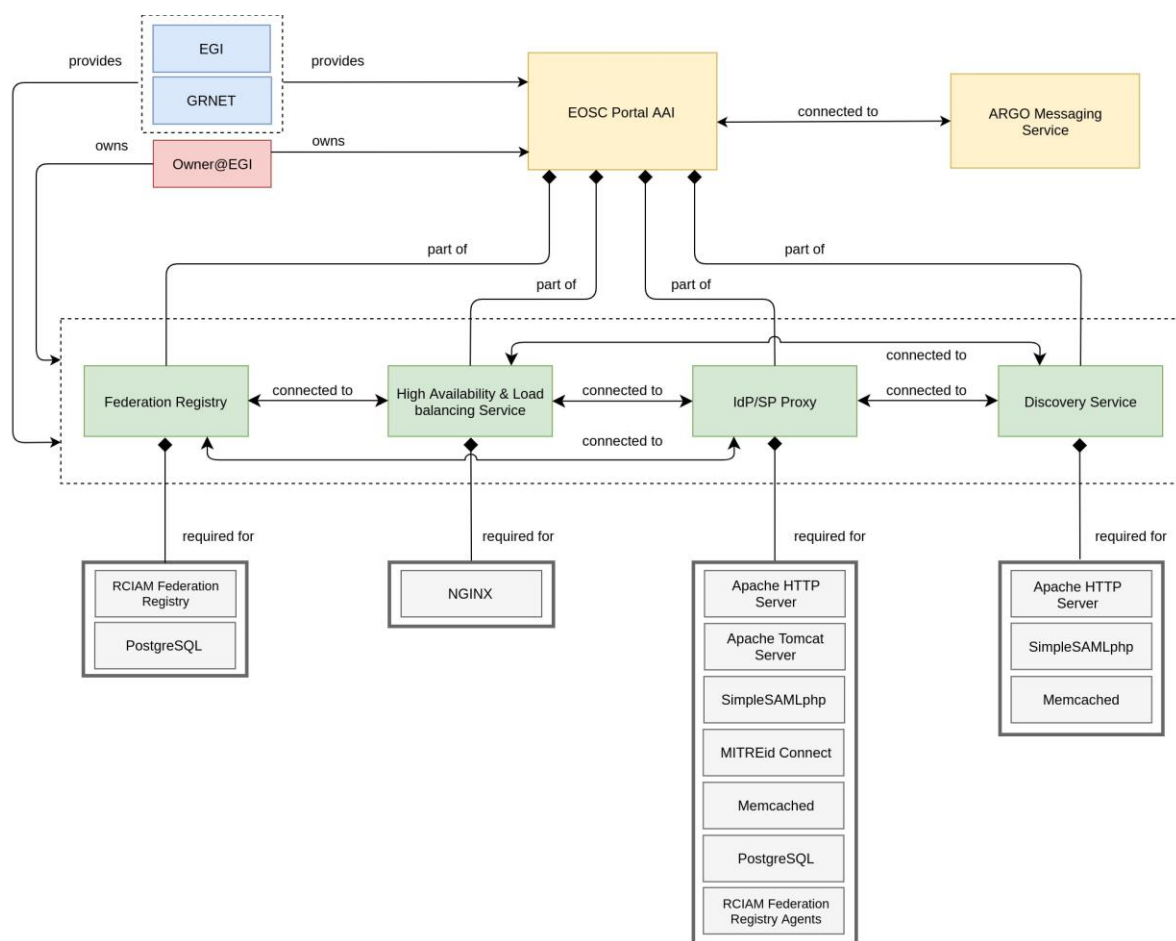 EGI
provides
provides
GRNET
EOSC Portal AAI
connected to
ARGO Messaging
Service
owns
owns
Owner@EGI
part of
part of
part of
part of
connected to
Federation Registry
connected to
High Availability & Load
balancing Service
connected to
IdP/SP Proxy
connected to
Discovery Service
connected to
required for
required for
required for
required for
RCIAM Federation
Registry
PostgreSQL
NGINX
Apache HTTP
Server
Apache Tomcat
Server
SimpleSAMLphp
MITREid Connect
Memcached
PostgreSQL
RCIAM Federation
Registry Agents
Apache HTTP
Server
SimpleSAMLphp
Memcached